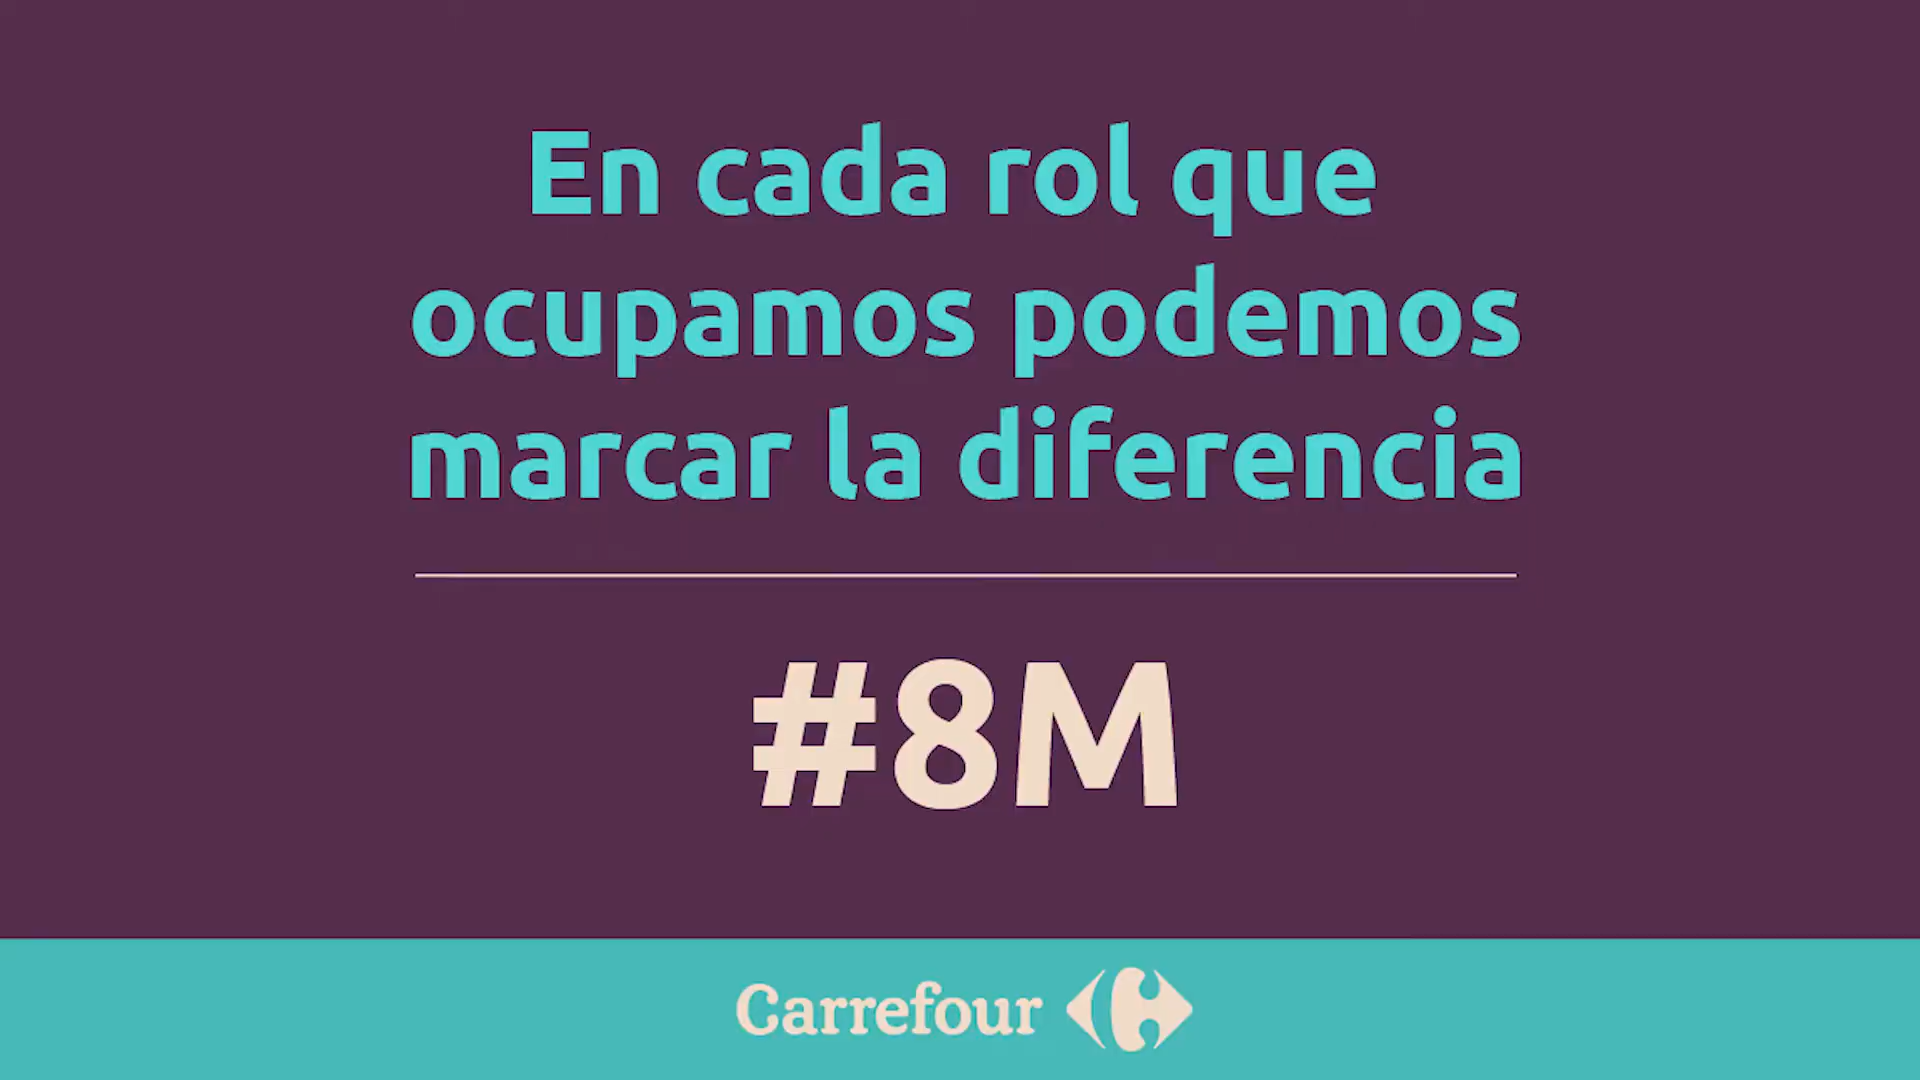 En cada rol que
ocupamos podemos
marcar la diferencia
#8M
Carrefour